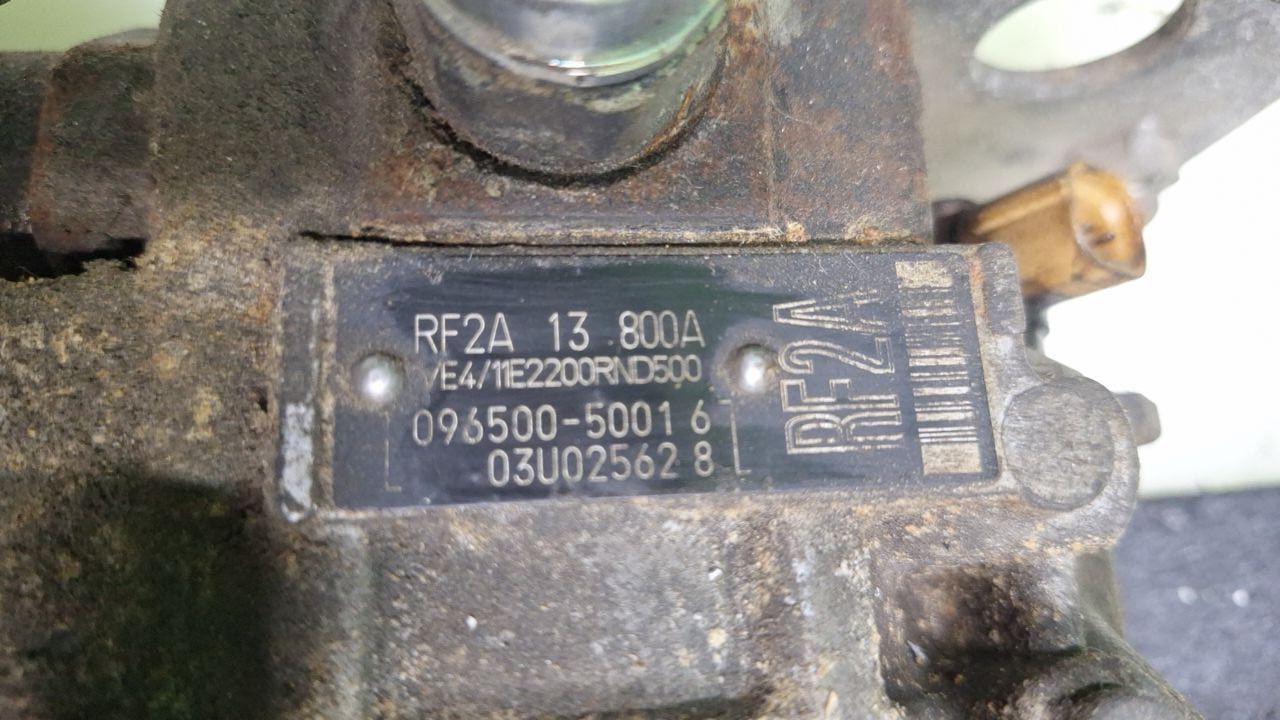 RF2A 13 800A
VE4/11E2200RND500
096500-5001 6
03U02562 8
RF2A